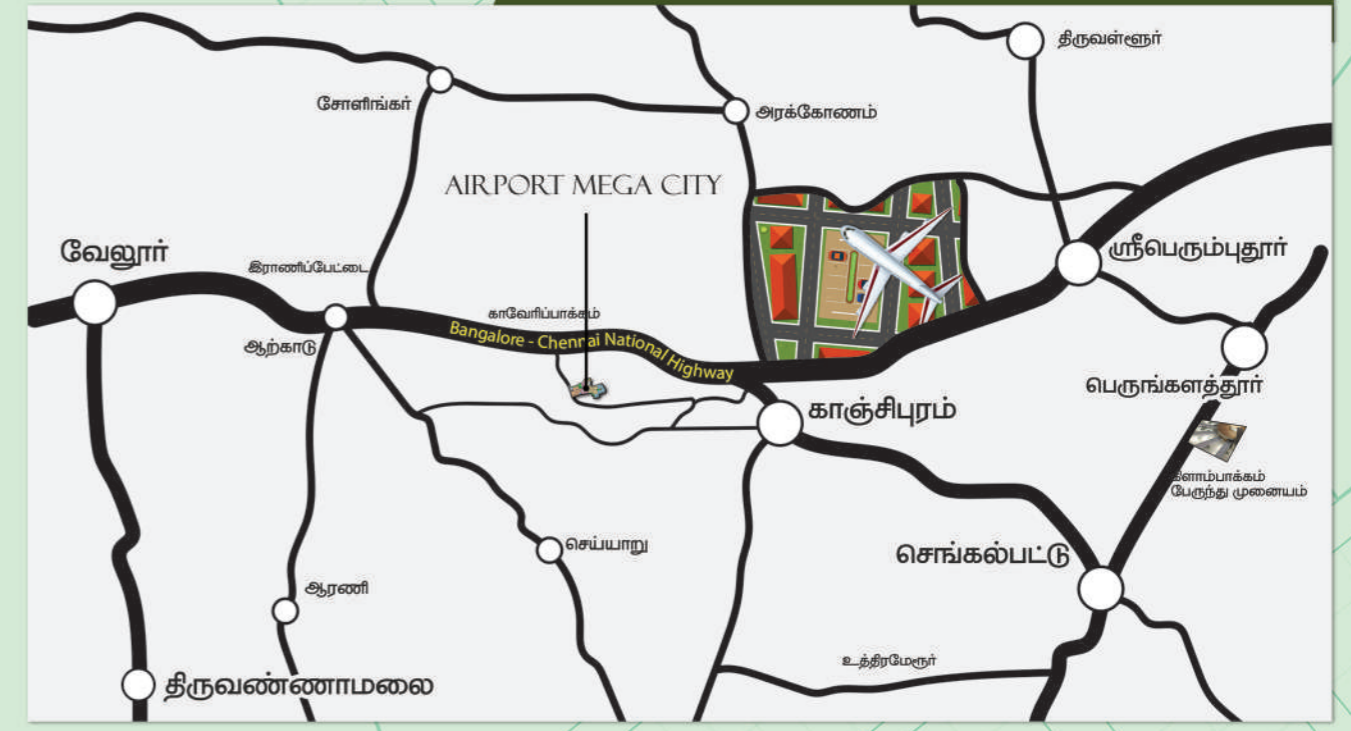 திருவள்ளூர்
சோளிங்கர்
அரக்கோணம்
AIRPORT MEGA CITY
வேலூர்
இராணிப்பேட்டை
ஸ்ரீபெரும்புதூர்
காவேரிப்பாக்கம்
Bangalore - Chennai National Highway
ஆற்காடு
பெருங்களத்தூர்
காஞ்சிபுரம்
கிளாம்பாக்கம்
பேருந்து முனையம்
செய்யாறு
செங்கல்பட்டு
ஆரணி
உத்திரமேரூர்
திருவண்ணாமலை